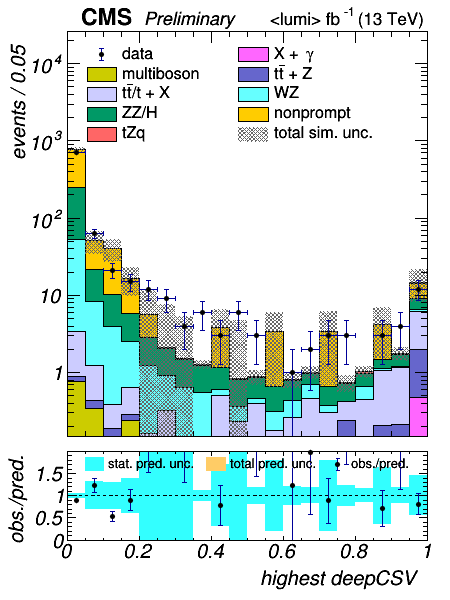 CMS Preliminary <lumi> fb⁻¹ (13 TeV)
events / 0.05
10⁴
10³
10²
10
1
data
multiboson
tt̄/t + X
ZZ/H
tZq
X + γ
tt̄ + Z
WZ
nonprompt
total sim. unc.
obs./pred.
1.5
1
0.5
0
stat. pred. unc. total pred. unc. obs./pred.
0 0.2 0.4 0.6 0.8 1
highest deepCSV